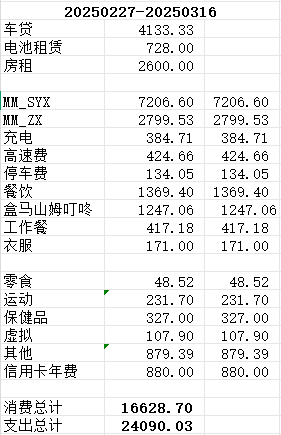 20250227-20250316
车贷 4133.33
电池租赁 728.00
房租 2600.00
MM_SYX 7206.60 7206.60
MM_ZX 2799.53 2799.53
充电 384.71 384.71
高速费 424.66 424.66
停车费 134.05 134.05
餐饮 1369.40 1369.40
盒马山姆叮咚 1247.06 1247.06
工作餐 417.18 417.18
衣服 171.00 171.00
零食 48.52 48.52
运动 231.70 231.70
保健品 327.00 327.00
虚拟 107.90 107.90
其他 879.39 879.39
信用卡年费 880.00 880.00
消费总计 16628.70
支出总计 24090.03